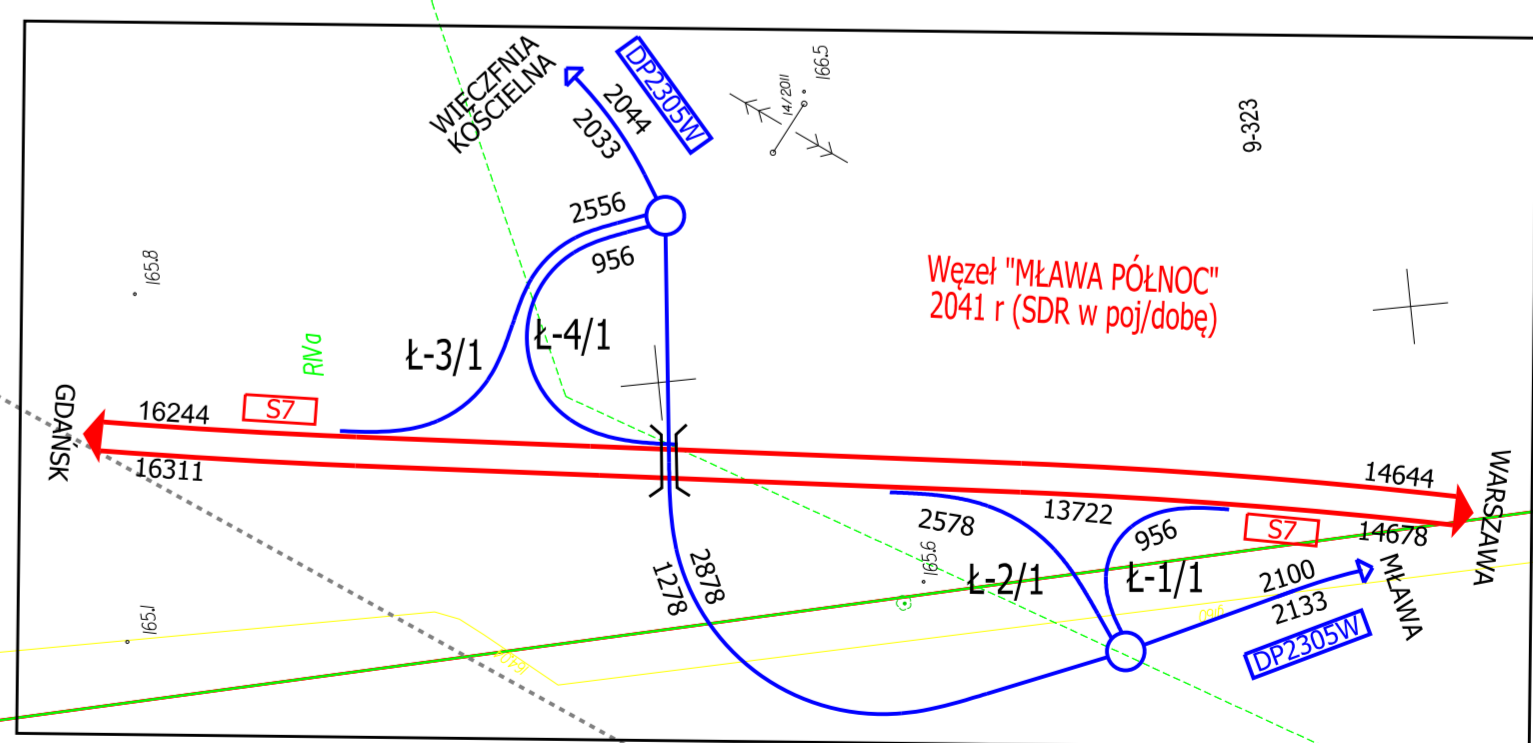 WIĘCZFNIA
KOŚCIELNA
DP2305W
2044
2033
14/2011
166.5
9-323
2556
956
165.8
Węzeł "MŁAWA PÓŁNOC"
2041 r (SDR w poj/dobę)
RIVa
Ł-3/1
Ł-4/1
GDAŃSK
16244
S7
16311
14644
WARSZAWA
2578
13722
956
S7
14678
165.6
Ł-2/1
Ł-1/1
2878
1278
2100
2133
MŁAWA
DP2305W
165.1